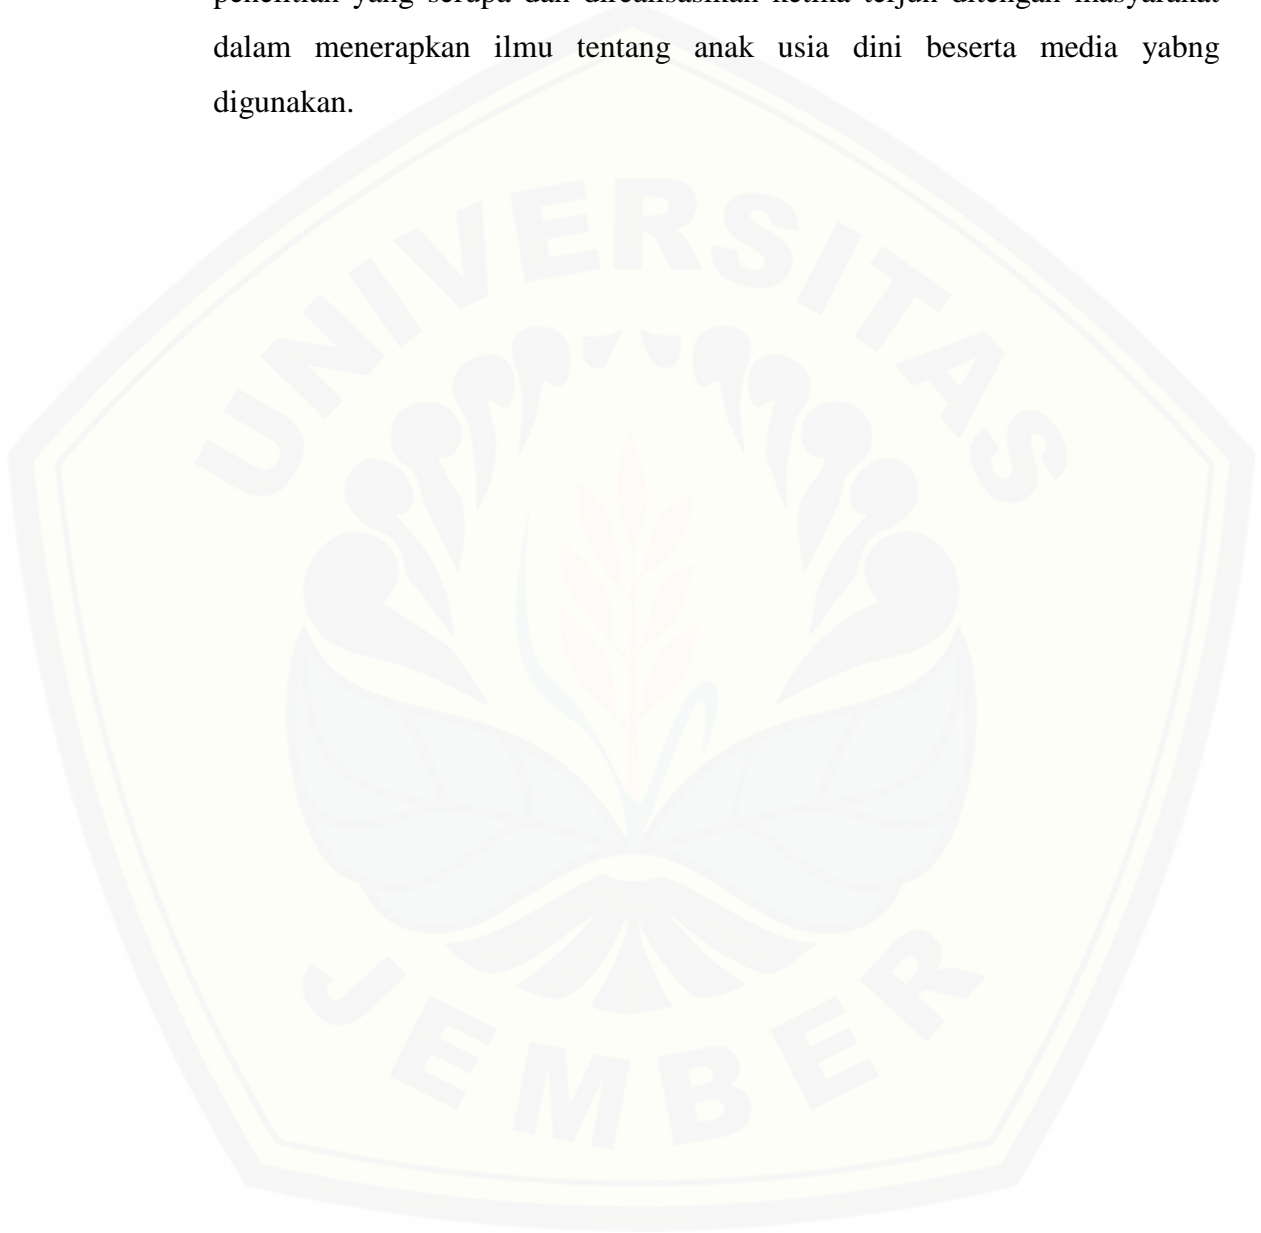 penelitian yang serupa dan direalisasikan ketika terjun ditengah masyarakat
dalam menerapkan ilmu tentang anak usia dini beserta media yabng
digunakan.
UNIVERSITAS
JEMBER